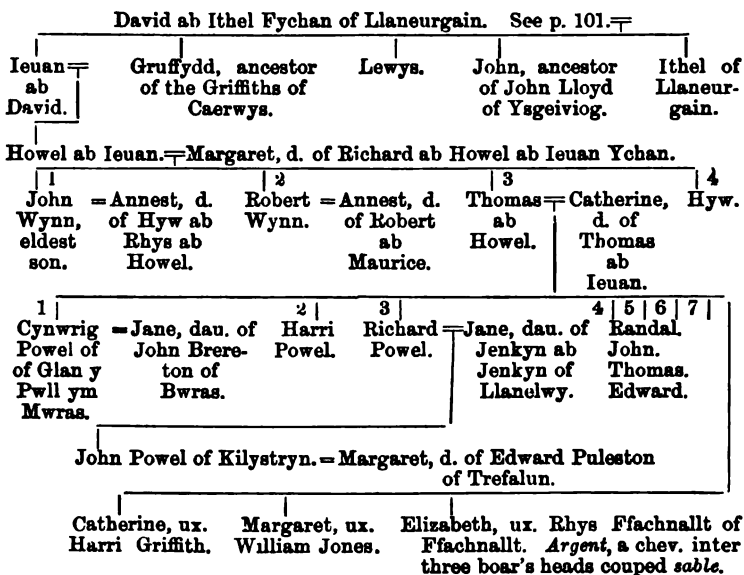 David ab Ithel Fychan of Llaneurgain. See p. 101.
Ieuan ab David.
Gruffydd, ancestor of the Griffiths of Caerwys.
Lewys.
John, ancestor of John Lloyd of Ysgeiviog.
Ithel of Llaneur-gain.
Howel ab Ieuan.=Margaret, d. of Richard ab Howel ab Ieuan Ychan.
1 2 3 4
John Wynn, eldest son.
= Annest, d. of Hyw ab Rhys ab Howel.
Robert Wynn.
= Annest, d. of Robert ab Maurice.
Thomas ab Howel.
= Catherine, d. of Thomas ab Ieuan.
Hyw.
1 2 3 4 5 6 7
Cynwrig Powel of of Glan y Pwll ym Mwras.
= Jane, dau. of John Brere-ton of Bwras.
Harri Powel.
Richard Powel.
= Jane, dau. of Jenkyn ab Jenkyn of Llanelwy.
Randal.
John.
Thomas.
Edward.
John Powel of Kilystryn.=Margaret, d. of Edward Puleston
of Trefalun.
Catherine, ux. Harri Griffith.
Margaret, ux. William Jones.
Elizabeth, ux. Rhys Ffachnallt of
Ffachnallt. Argent, a chev. inter
three boar's heads couped sable.